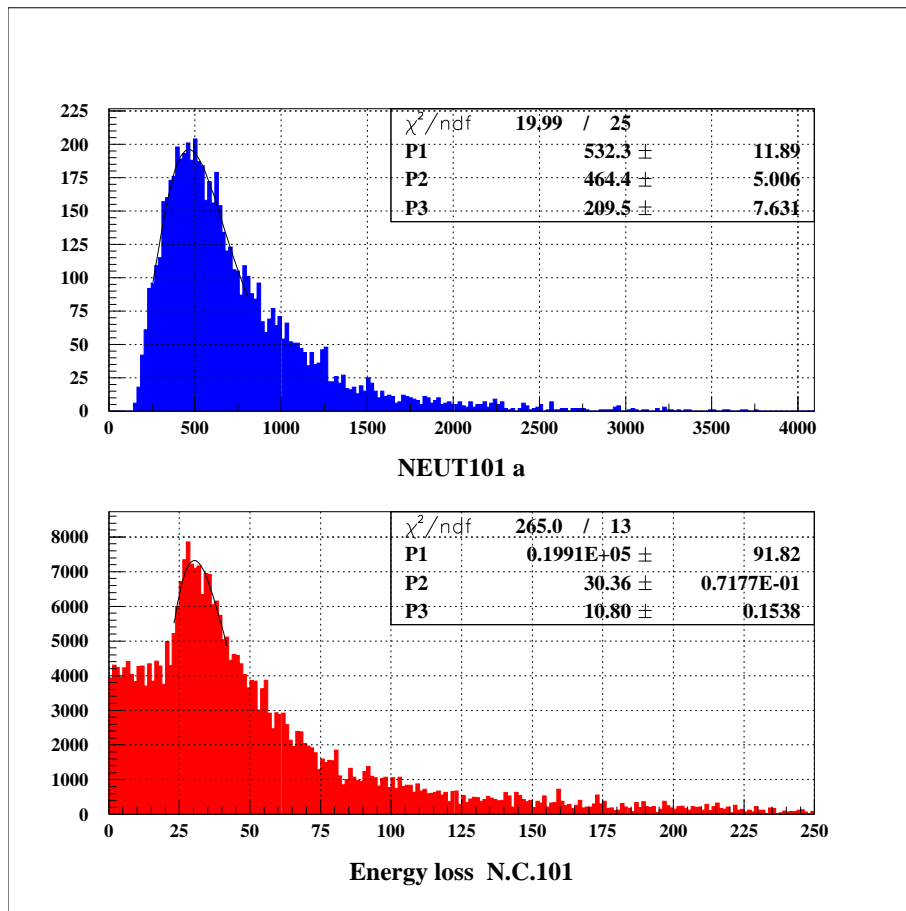 225
200
175
150
125
100
75
50
25
0
χ²/ndf 19.99 / 25
P1 532.3 ± 11.89
P2 464.4 ± 5.006
P3 209.5 ± 7.631
0 500 1000 1500 2000 2500 3000 3500 4000
NEUT101 a
8000
7000
6000
5000
4000
3000
2000
1000
0
χ²/ndf 265.0 / 13
P1 0.1991E+05 ± 91.82
P2 30.36 ± 0.7177E-01
P3 10.80 ± 0.1538
0 25 50 75 100 125 150 175 200 225 250
Energy loss N.C.101